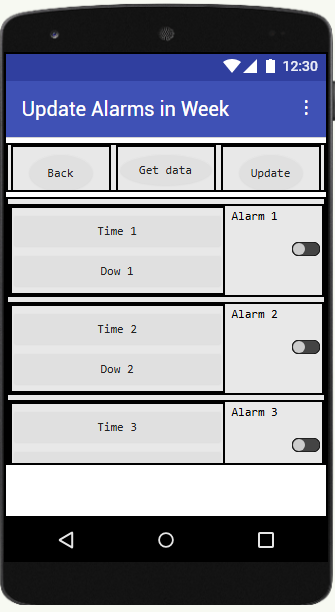 12:30
Update Alarms in Week
Back
Get data
Update
Time 1
Alarm 1
Dow 1
Time 2
Alarm 2
Dow 2
Time 3
Alarm 3